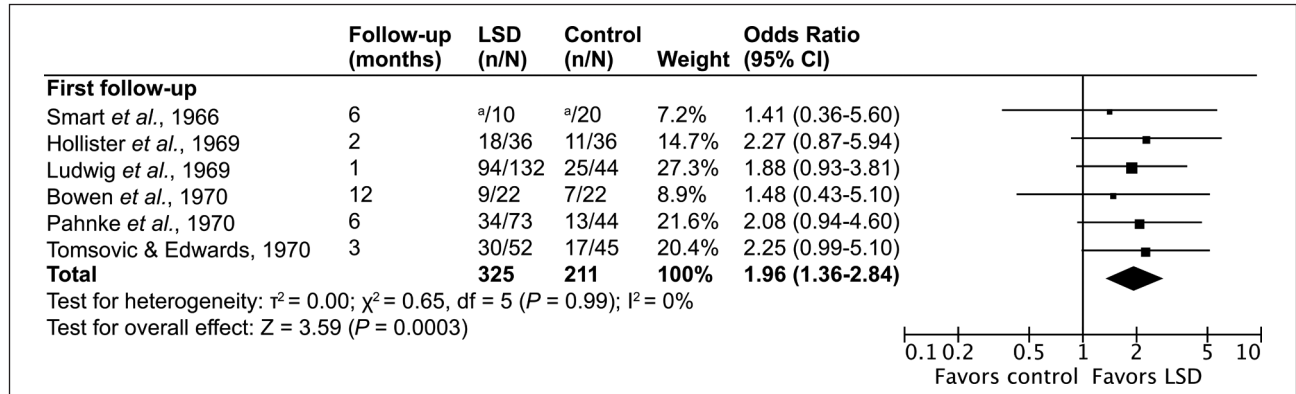 Follow-up LSD Control Odds Ratio
(months) (n/N) (n/N) Weight (95% CI)
First follow-up
Smart et al., 1966 6 ᵃ/10 ᵃ/20 7.2% 1.41 (0.36-5.60)
Hollister et al., 1969 2 18/36 11/36 14.7% 2.27 (0.87-5.94)
Ludwig et al., 1969 1 94/132 25/44 27.3% 1.88 (0.93-3.81)
Bowen et al., 1970 12 9/22 7/22 8.9% 1.48 (0.43-5.10)
Pahnke et al., 1970 6 34/73 13/44 21.6% 2.08 (0.94-4.60)
Tomsovic & Edwards, 1970 3 30/52 17/45 20.4% 2.25 (0.99-5.10)
Total 325 211 100% 1.96 (1.36-2.84)
Test for heterogeneity: τ² = 0.00; χ² = 0.65, df = 5 (P = 0.99); I² = 0%
Test for overall effect: Z = 3.59 (P = 0.0003)
0.1 0.2 0.5 1 2 5 10
Favors control Favors LSD